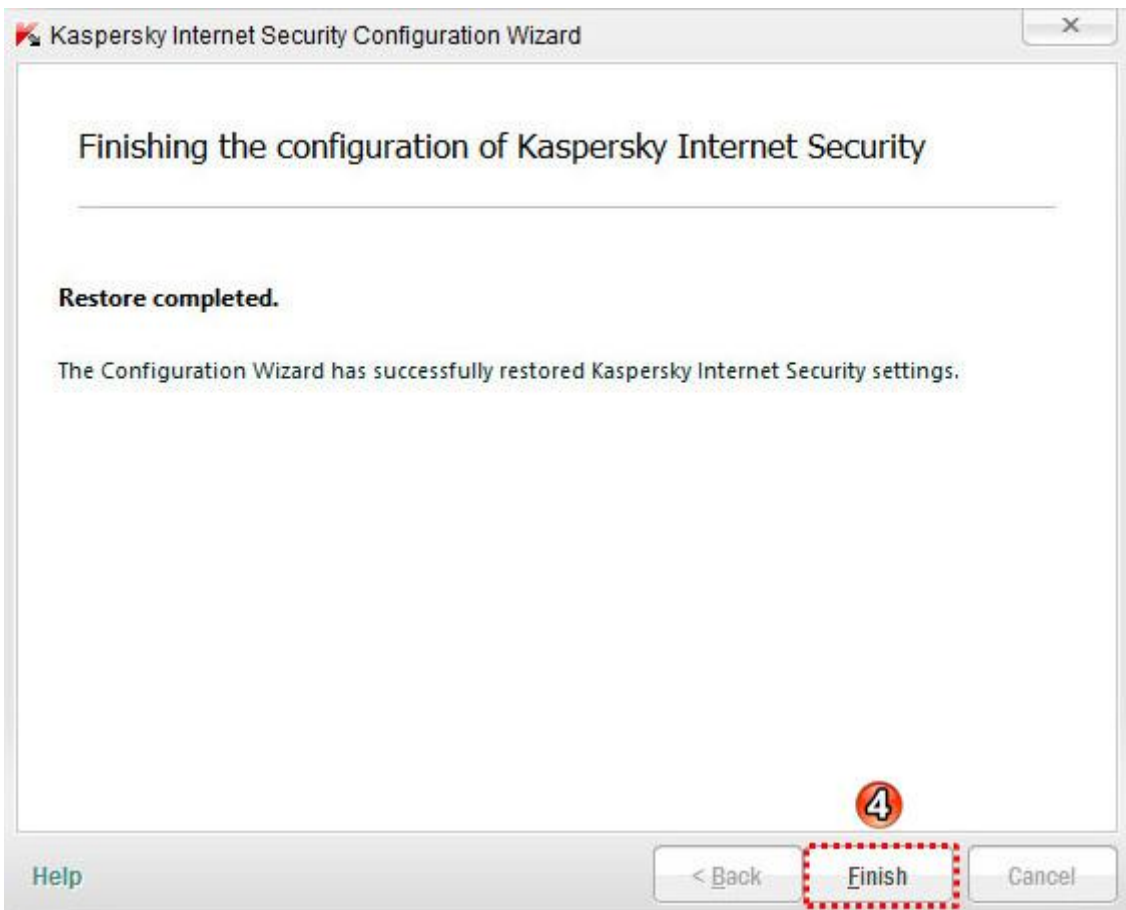 Kaspersky Internet Security Configuration Wizard
Finishing the configuration of Kaspersky Internet Security
Restore completed.
The Configuration Wizard has successfully restored Kaspersky Internet Security settings.
4
Help
< Back
Finish
Cancel